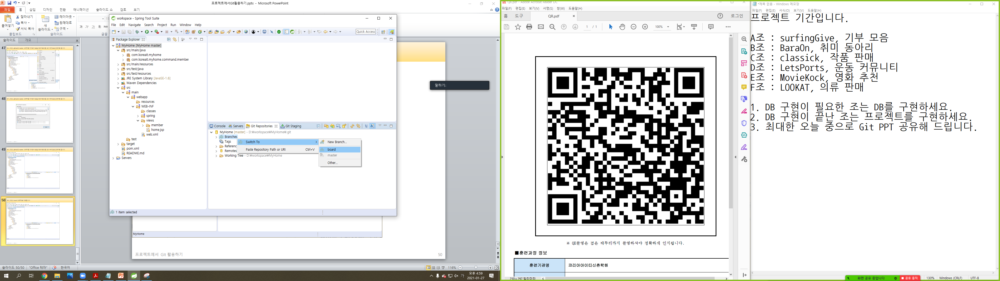 프로젝트에서Git활용하기.pptx - Microsoft PowerPoint
파일 홈 삽입 디자인 전환 애니메이션 슬라이드 쇼 검토 보기
붙여넣기
잘라내기
복사
서식 복사
클립보드
새 슬라이드
레이아웃
원래대로
구역
슬라이드
글꼴
슬라이드 개요
47
48
49
50
workspace - Spring Tool Suite
File Edit Navigate Search Project Run Window Help
Quick Access
Package Explorer
MyHome [MyHome master]
src/main/java
com.koreait.myhome
com.koreait.myhome.command.member
src/main/resources
src/test/java
src/test/resources
JRE System Library [JavaSE-1.6]
Maven Dependencies
src
main
webapp
resources
WEB-INF
classes
spring
views
member
home.jsp
web.xml
test
target
pom.xml
README.md
Servers
Console Servers Git Repositories Git Staging
MyHome [master] - D:\workspace\MyHome\.git
Branches
Tags
Referenc
Remotes
Working Tree - D:\workspace\MyHome
Switch To
Paste Repository Path or URI Ctrl+V
New Branch...
board
master
Other...
1 item selected
MyHome
말하기:
프로젝트에서 Git 활용하기
50
슬라이드 50/50 "Office 테마" 한국어
116%
오후 4:59
2021-01-27
QR.pdf - Adobe Acrobat Reader DC
파일(F) 편집(E) 보기(V) 서명(S) 창(W) 도움말(H)
홈 도구 QR.pdf 로그인
1 / 1 100%
※ QR촬영은 검은 테두리까지 촬영하셔야 정확하게 인지됩니다.
■훈련과정 정보
훈련기관명 코리아아이티신촌학원
210 x 297 밀리미터
*제목 없음 - Windows 메모장
파일(F) 편집(E) 서식(O) 보기(V) 도움말(H)
프로젝트 기간입니다.
A조 : surfingGive, 기부 모음
B조 : BaraOn, 취미 동아리
C조 : classick, 작품 판매
D조 : LetsPorts, 운동 커뮤니티
E조 : MovieKock, 영화 추천
F조 : LOOKAT, 의류 판매
1. DB 구현이 필요한 조는 DB를 구현하세요.
2. DB 구현이 끝난 조는 프로젝트를 구현하세요.
3. 최대한 오늘 중으로 Git PPT 공유해 드립니다.
화면 공유 중입니다 공유 중지
130% Windows (CRLF) UTF-8